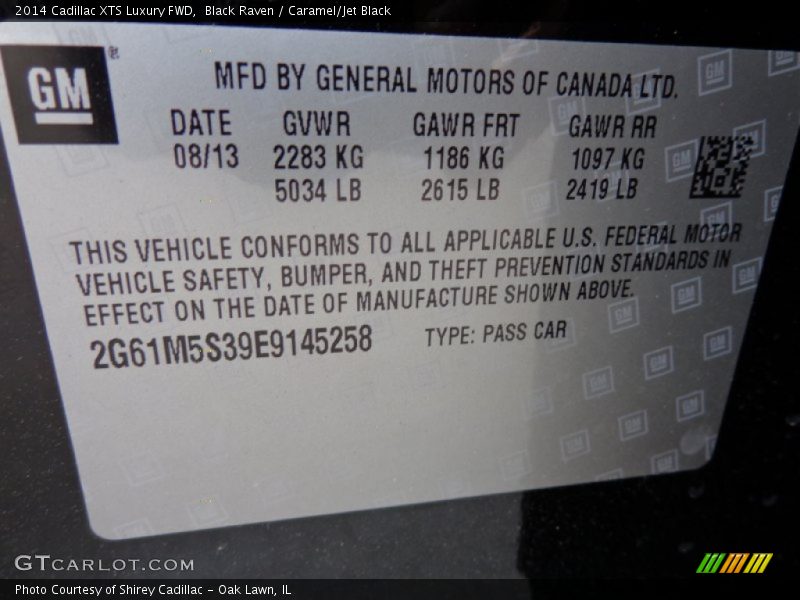 2014 Cadillac XTS Luxury FWD,  Black Raven / Caramel/Jet Black
GM
MFD BY GENERAL MOTORS OF CANADA LTD.
DATE GVWR GAWR FRT GAWR RR
08/13 2283 KG 1186 KG 1097 KG
5034 LB 2615 LB 2419 LB
THIS VEHICLE CONFORMS TO ALL APPLICABLE U.S. FEDERAL MOTOR
VEHICLE SAFETY, BUMPER, AND THEFT PREVENTION STANDARDS IN
EFFECT ON THE DATE OF MANUFACTURE SHOWN ABOVE.
2G61M5S39E9145258 TYPE: PASS CAR
GTCARLOT.COM
Photo Courtesy of Shirey Cadillac - Oak Lawn, IL